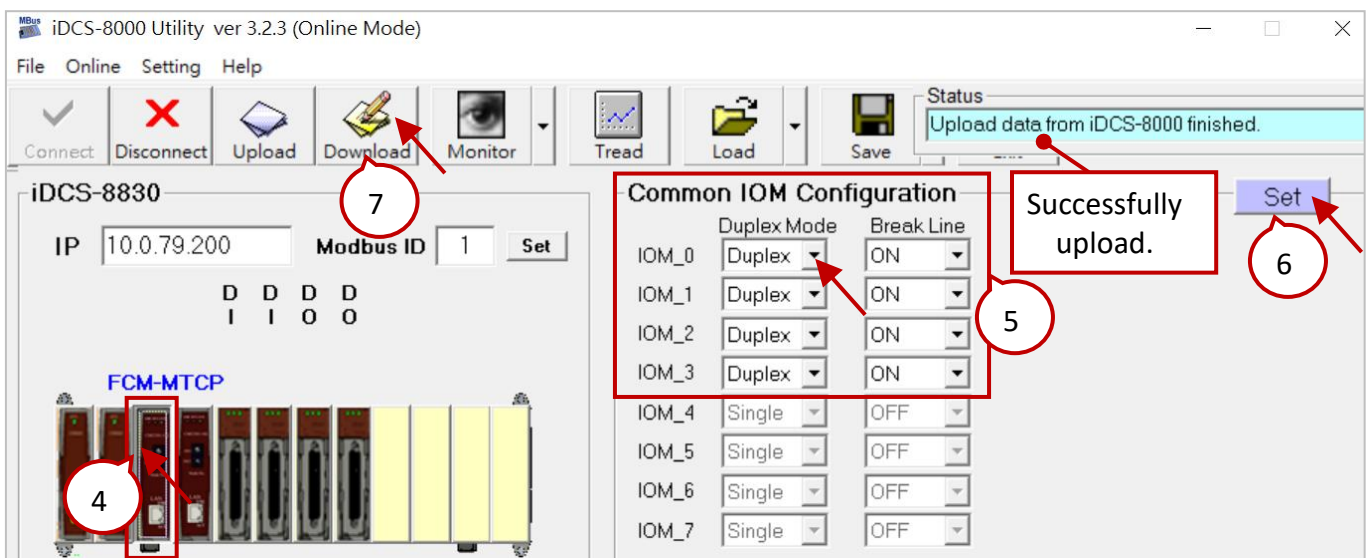 MBus
iDCS-8000 Utility ver 3.2.3 (Online Mode)
File Online Setting Help
Connect Disconnect Upload Download Monitor Tread Load Save
Status
Upload data from iDCS-8000 finished.
7
iDCS-8830
IP 10.0.79.200 Modbus ID 1 Set
D D D D
I I O O
FCM-MTCP
4
Common IOM Configuration
Duplex Mode Break Line
IOM_0 Duplex ON
IOM_1 Duplex ON
IOM_2 Duplex ON
IOM_3 Duplex ON
IOM_4 Single OFF
IOM_5 Single OFF
IOM_6 Single OFF
IOM_7 Single OFF
5
Successfully
upload.
Set
6